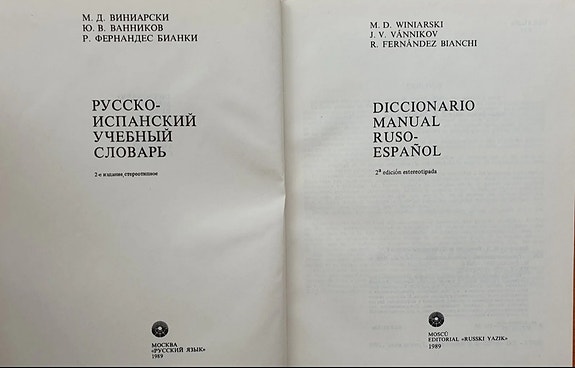 М. Д. ВИНИАРСКИ
Ю. В. ВАННИКОВ
Р. ФЕРНАНДЕС БИАНКИ
РУССКО-
ИСПАНСКИЙ
УЧЕБНЫЙ
СЛОВАРЬ
2-е издание, стереотипное
МОСКВА
«РУССКИЙ ЯЗЫК»
1989
M. D. WINIARSKI
J. V. VÁNNIKOV
R. FERNÁNDEZ BIANCHI
DICCIONARIO
MANUAL
RUSO-
ESPAÑOL
2ª edición estereotipada
MOSCÚ
EDITORIAL «RUSSKI YAZIK»
1989